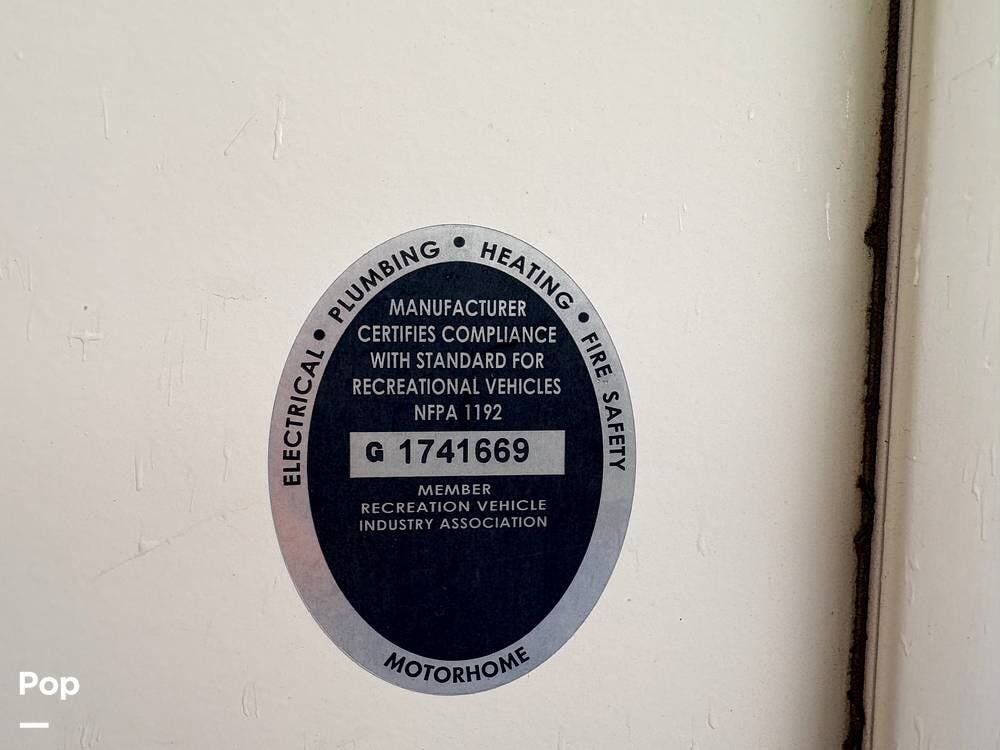 ELECTRICAL • PLUMBING • HEATING • FIRE SAFETY
MANUFACTURER
CERTIFIES COMPLIANCE
WITH STANDARD FOR
RECREATIONAL VEHICLES
NFPA 1192
G 1741669
MEMBER
RECREATION VEHICLE
INDUSTRY ASSOCIATION
MOTORHOME
Pop